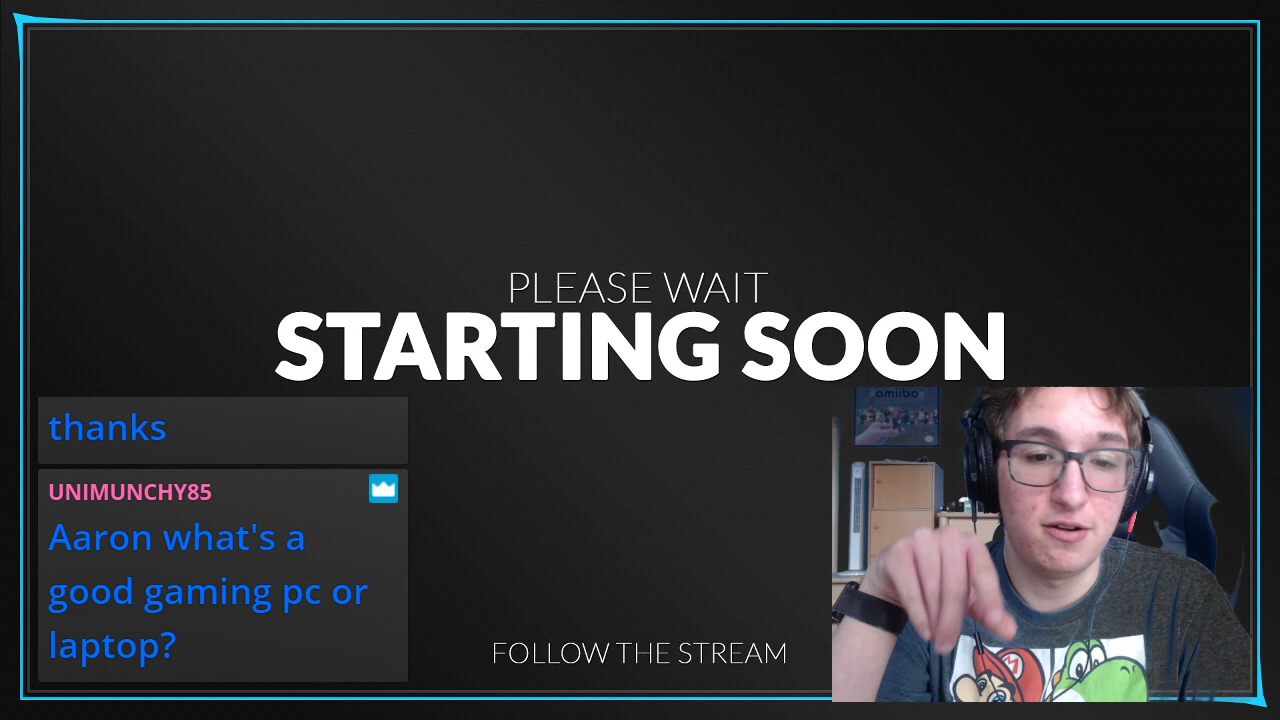 PLEASE WAIT
STARTING SOON
amiibo
thanks
UNIMUNCHY85
Aaron what's a
good gaming pc or
laptop?
FOLLOW THE STREAM